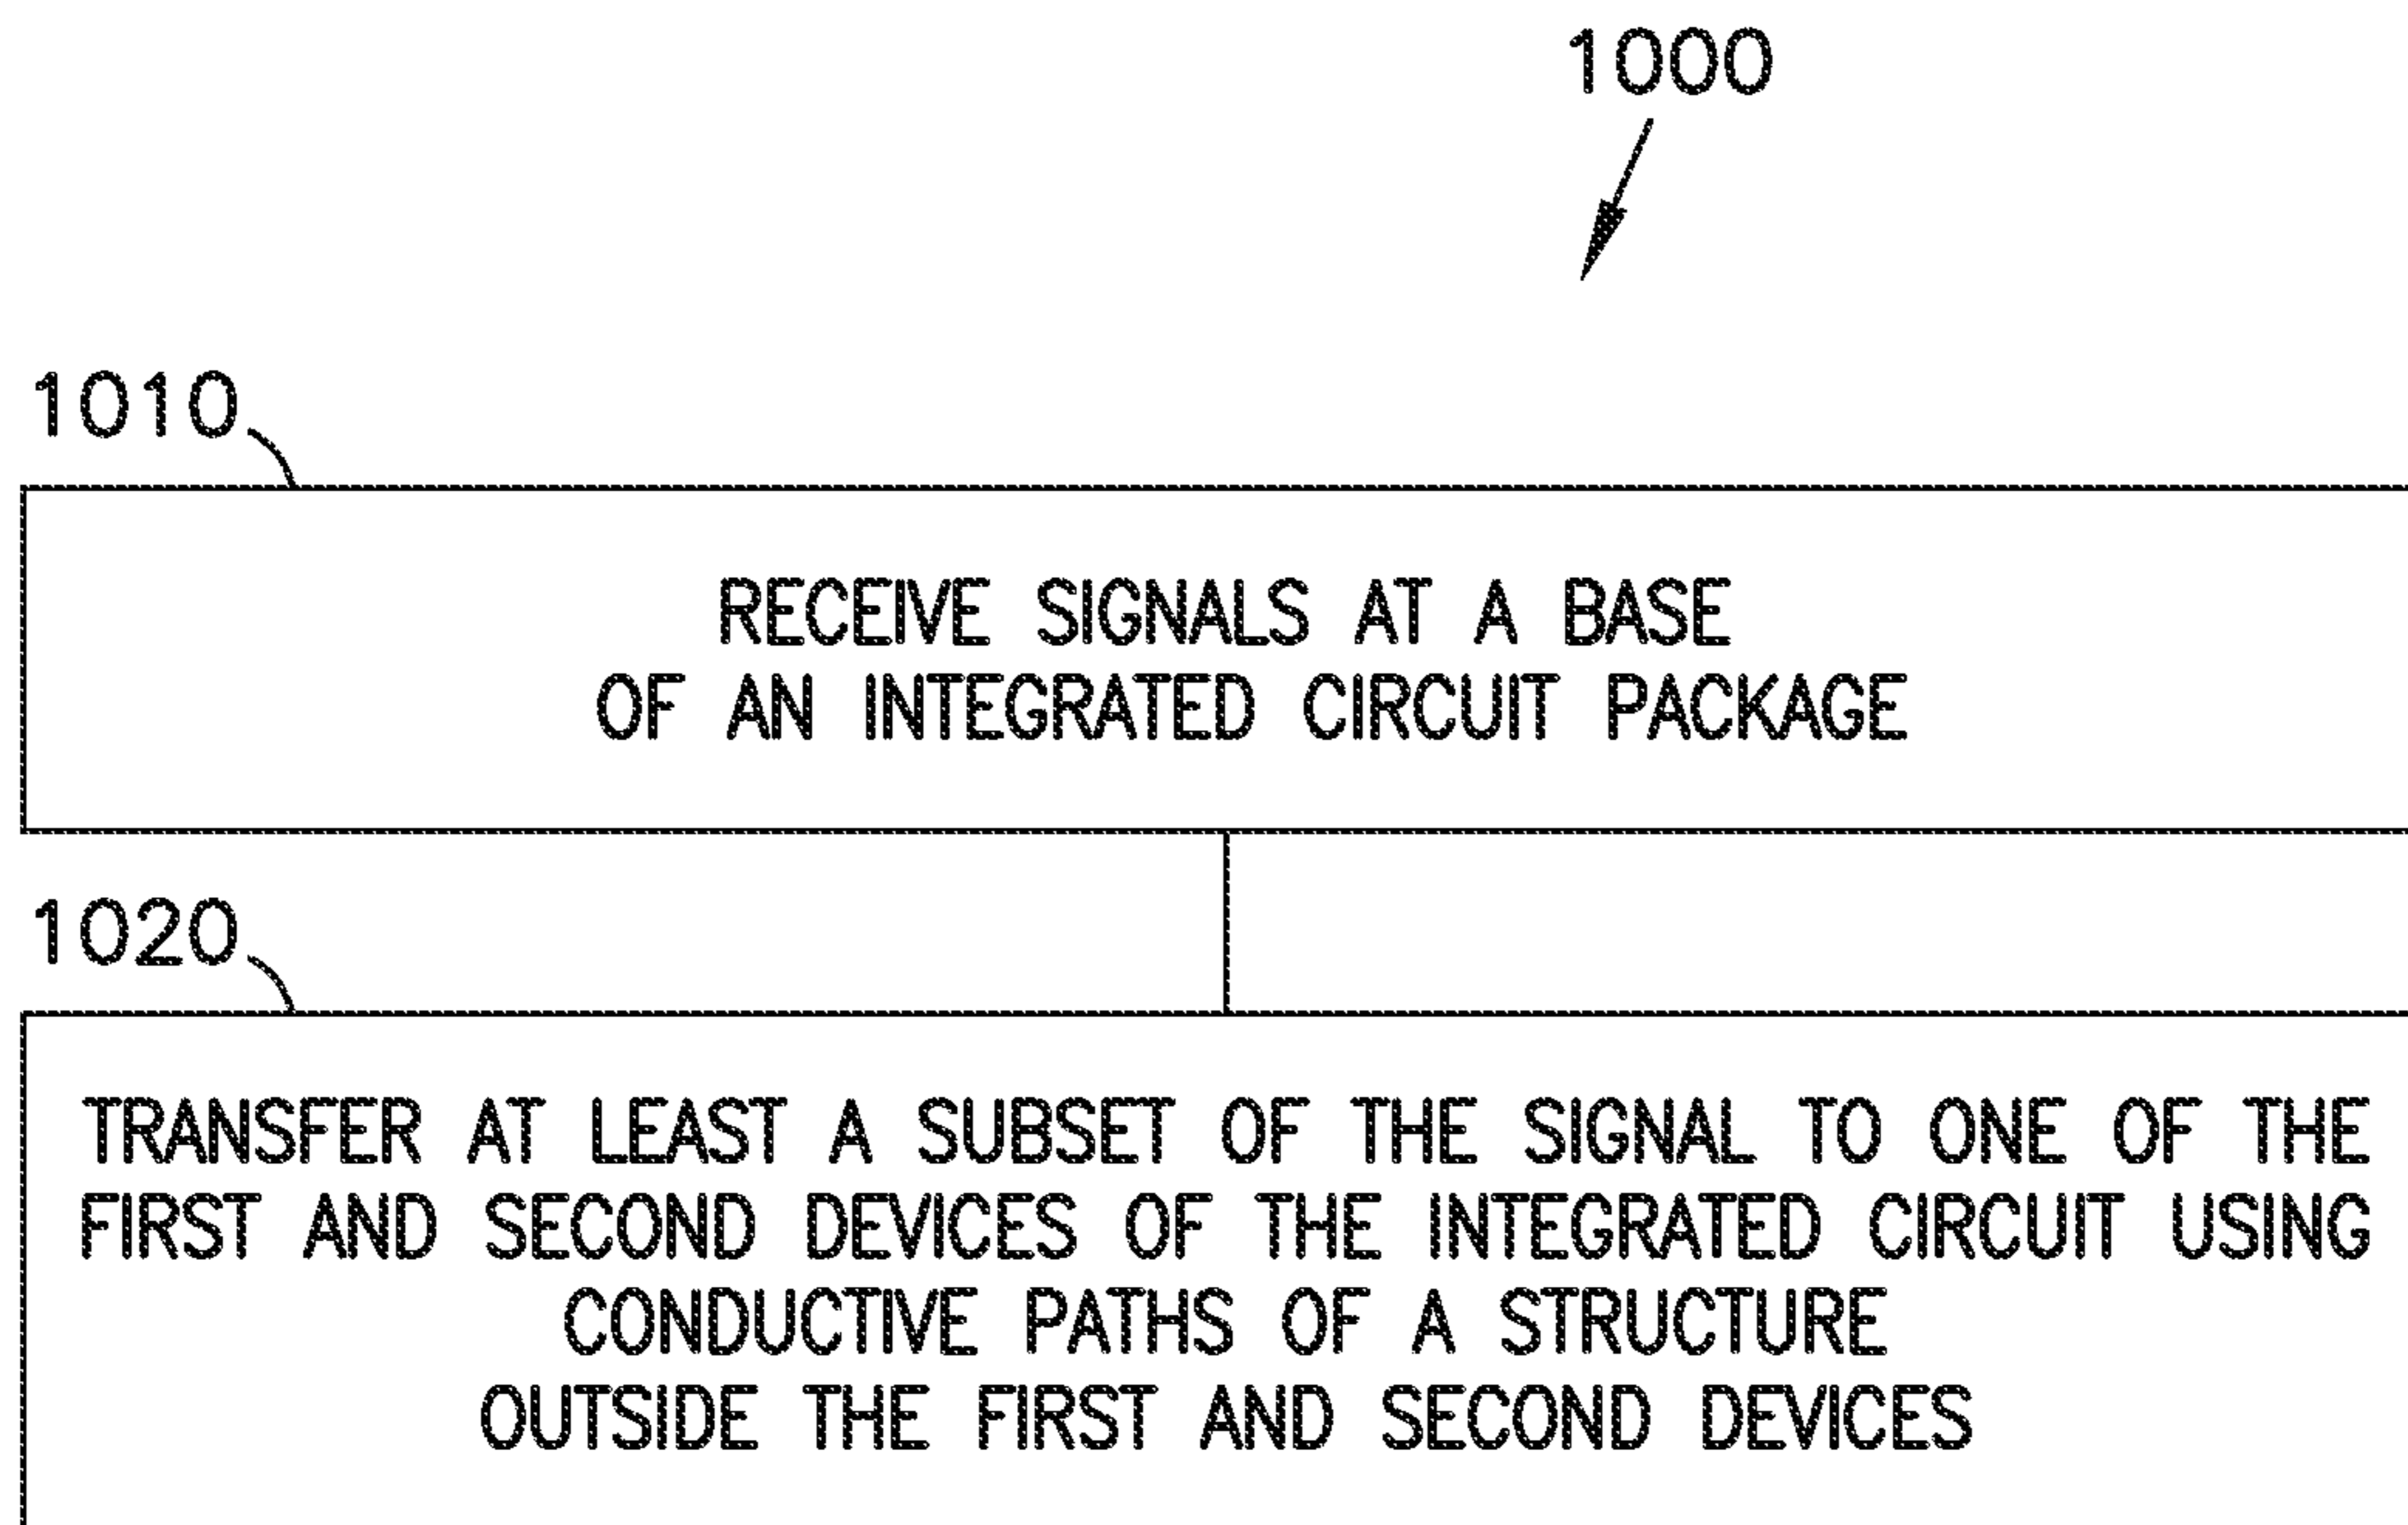 1000
1010
RECEIVE SIGNALS AT A BASE
OF AN INTEGRATED CIRCUIT PACKAGE
1020
TRANSFER AT LEAST A SUBSET OF THE SIGNAL TO ONE OF THE
FIRST AND SECOND DEVICES OF THE INTEGRATED CIRCUIT USING
CONDUCTIVE PATHS OF A STRUCTURE
OUTSIDE THE FIRST AND SECOND DEVICES